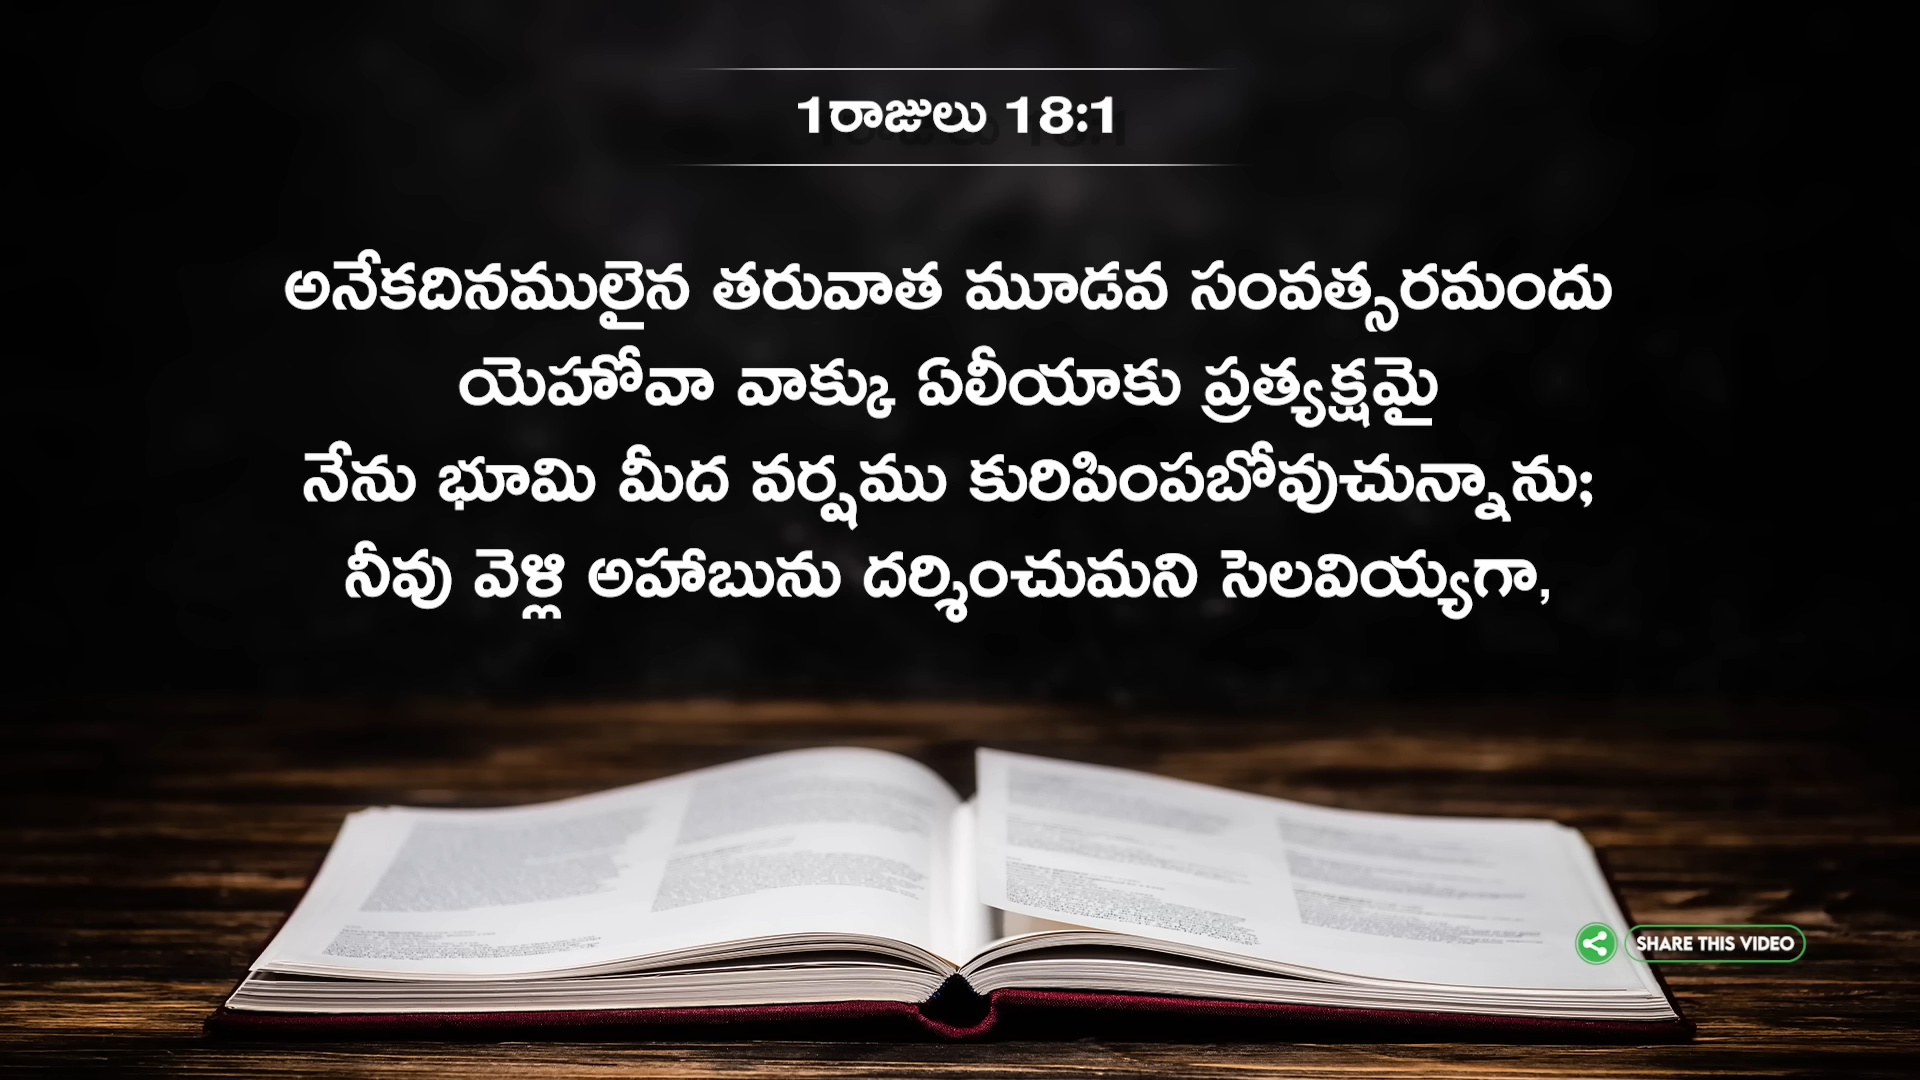 1రాజులు 18:1
అనేకదినములైన తరువాత మూడవ సంవత్సరమందు
యెహోవా వాక్కు ఏలీయాకు ప్రత్యక్షమై
నేను భూమి మీద వర్షము కురిపింపబోవుచున్నాను;
నీవు వెళ్లి అహాబును దర్శించుమని సెలవియ్యగా,
SHARE THIS VIDEO